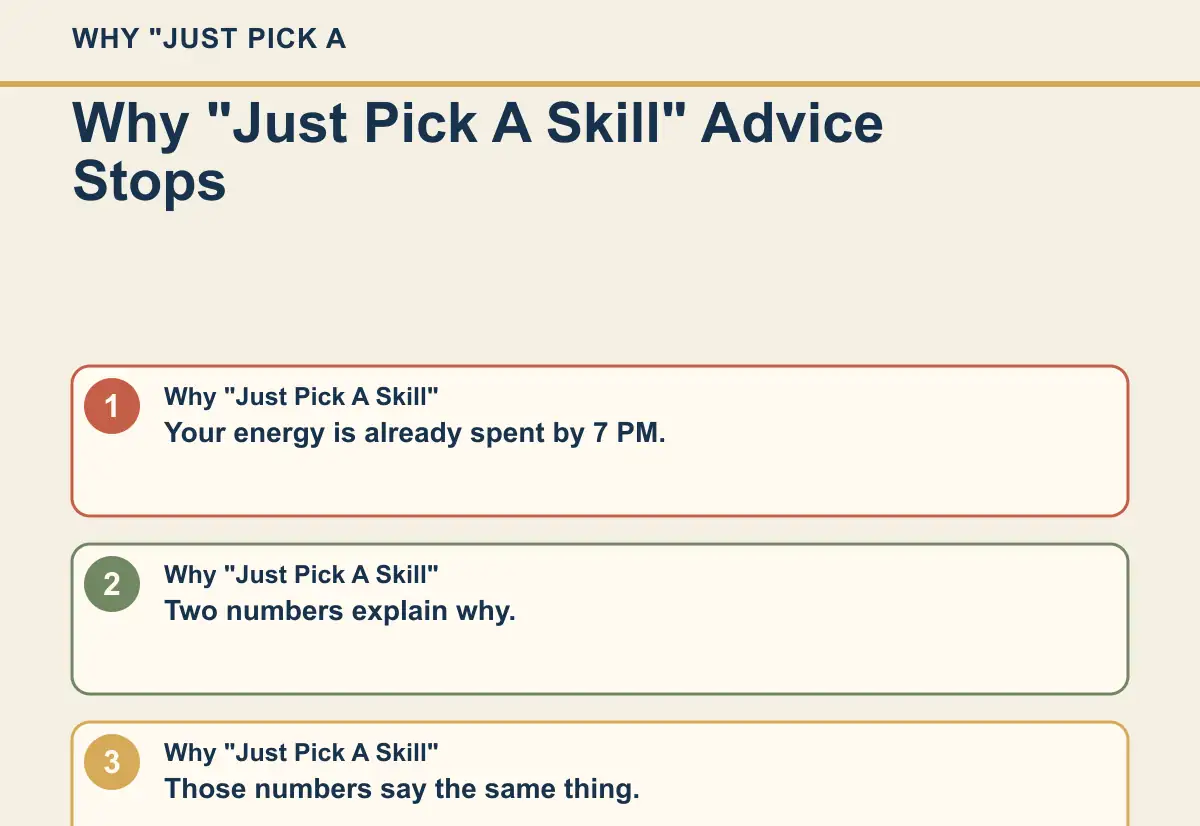 WHY "JUST PICK A
Why "Just Pick A Skill" Advice
Stops
1
Why "Just Pick A Skill"
Your energy is already spent by 7 PM.
2
Why "Just Pick A Skill"
Two numbers explain why.
3
Why "Just Pick A Skill"
Those numbers say the same thing.